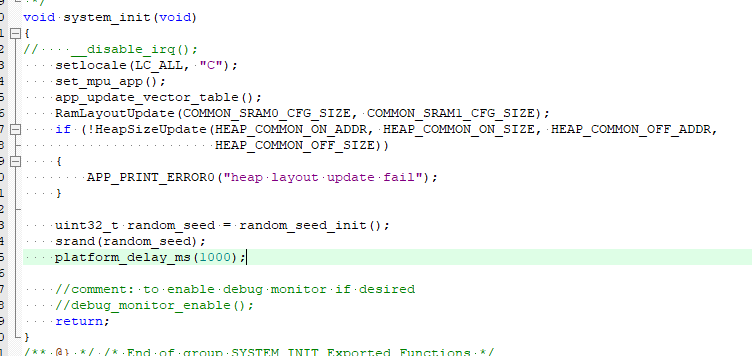 */
void system_init(void)
{
//    __disable_irq();
    setlocale(LC_ALL, "C");
    set_mpu_app();
    app_update_vector_table();
    RamLayoutUpdate(COMMON_SRAM0_CFG_SIZE, COMMON_SRAM1_CFG_SIZE);
    if (!HeapSizeUpdate(HEAP_COMMON_ON_ADDR, HEAP_COMMON_ON_SIZE, HEAP_COMMON_OFF_ADDR,
                        HEAP_COMMON_OFF_SIZE))
    {
        APP_PRINT_ERROR0("heap layout update fail");
    }

    uint32_t random_seed = random_seed_init();
    srand(random_seed);
    platform_delay_ms(1000);

    //comment: to enable debug monitor if desired
    //debug_monitor_enable();
    return;
}
/** @} */ /* End of group SYSTEM_INIT_Exported_Functions */